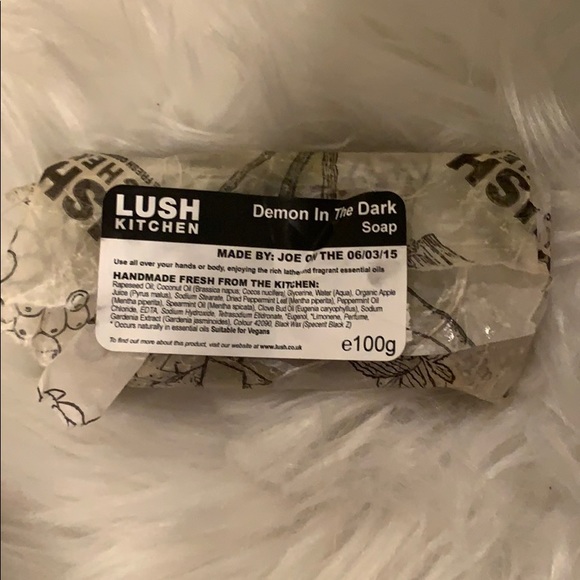 LUSH
KITCHEN
Demon In The Dark
Soap
MADE BY: JOE ON THE 06/03/15
Use all over your hands or body, enjoying the rich lather and fragrant essential oils
HANDMADE FRESH FROM THE KITCHEN:
Rapeseed Oil; Coconut Oil (Brassica napus; Cocos nucifera), Glycerine, Water (Aqua), Organic Apple
Juice (Pyrus malus), Sodium Stearate, Dried Peppermint Leaf (Mentha piperita), Peppermint Oil
(Mentha piperita), Spearmint Oil (Mentha spicata), Clove Bud Oil (Eugenia caryophyllus), Sodium
Chloride, EDTA, Sodium Hydroxide, Tetrasodium Etidronate, *Eugenol, *Limonene, Perfume,
Gardenia Extract (Gardenia jasminoides), Colour 42090, Black Wax
* Occurs naturally in essential oils Suitable for Vegans
To find out more about this product, visit our website at www.lush.co.uk
e100g